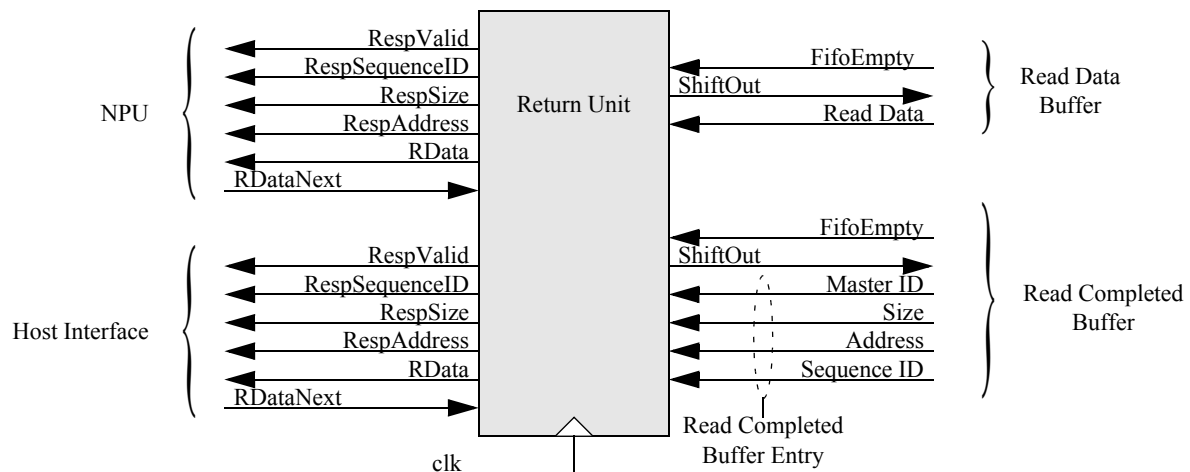 RespValid
RespSequenceID
RespSize
RespAddress
RData
RDataNext
NPU
Return Unit
FifoEmpty
ShiftOut
Read Data
Read Data
Buffer
RespValid
RespSequenceID
RespSize
RespAddress
RData
RDataNext
Host Interface
FifoEmpty
ShiftOut
Master ID
Size
Address
Sequence ID
Read Completed
Buffer
Read Completed
Buffer Entry
clk